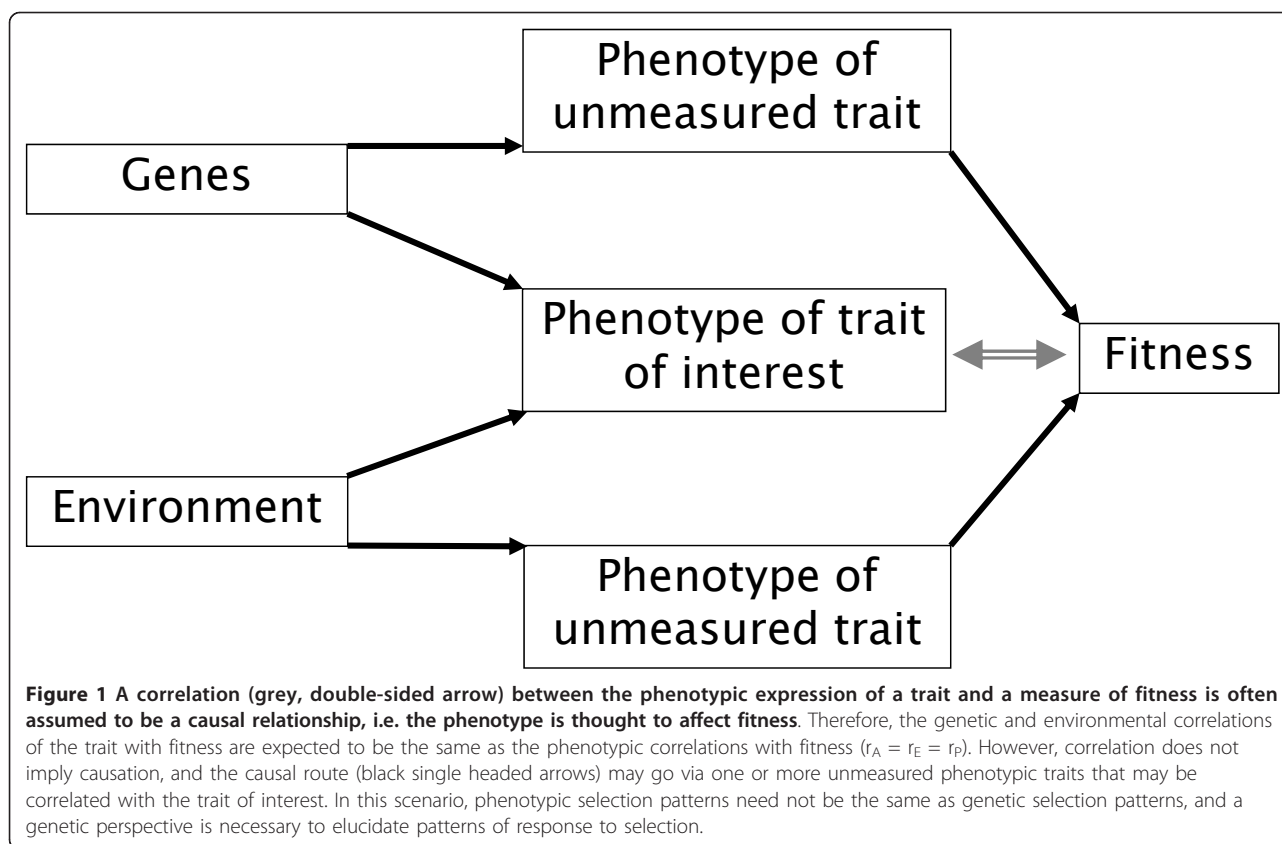 Phenotype of
unmeasured trait
Genes
Phenotype of trait
of interest
Fitness
Environment
Phenotype of
unmeasured trait
Figure 1 A correlation (grey, double-sided arrow) between the phenotypic expression of a trait and a measure of fitness is often
assumed to be a causal relationship, i.e. the phenotype is thought to affect fitness. Therefore, the genetic and environmental correlations
of the trait with fitness are expected to be the same as the phenotypic correlations with fitness (rA = rE = rP). However, correlation does not
imply causation, and the causal route (black single headed arrows) may go via one or more unmeasured phenotypic traits that may be
correlated with the trait of interest. In this scenario, phenotypic selection patterns need not be the same as genetic selection patterns, and a
genetic perspective is necessary to elucidate patterns of response to selection.